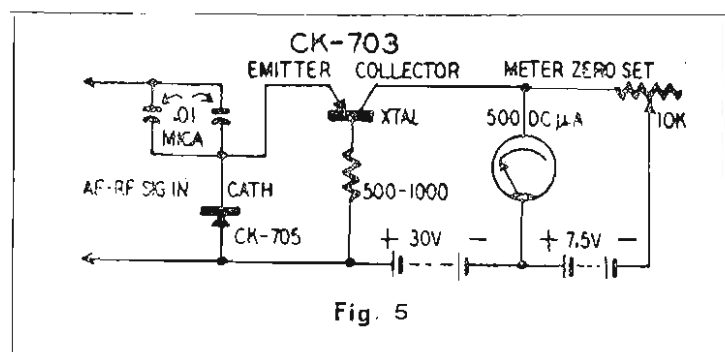 CK-703
EMITTER COLLECTOR METER ZERO SET
XTAL
.01
MICA
500 DC μA
10K
AF-RF SIG IN
CATH
500-1000
CK-705
+ 30V - + 7.5V -
Fig. 5